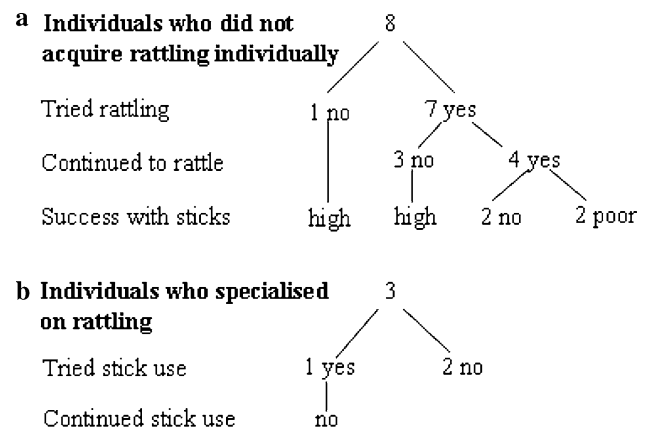 a Individuals who did not 8
acquire rattling individually
Tried rattling 1 no 7 yes
Continued to rattle 3 no 4 yes
Success with sticks high high 2 no 2 poor
b Individuals who specialised 3
on rattling
Tried stick use 1 yes 2 no
Continued stick use no